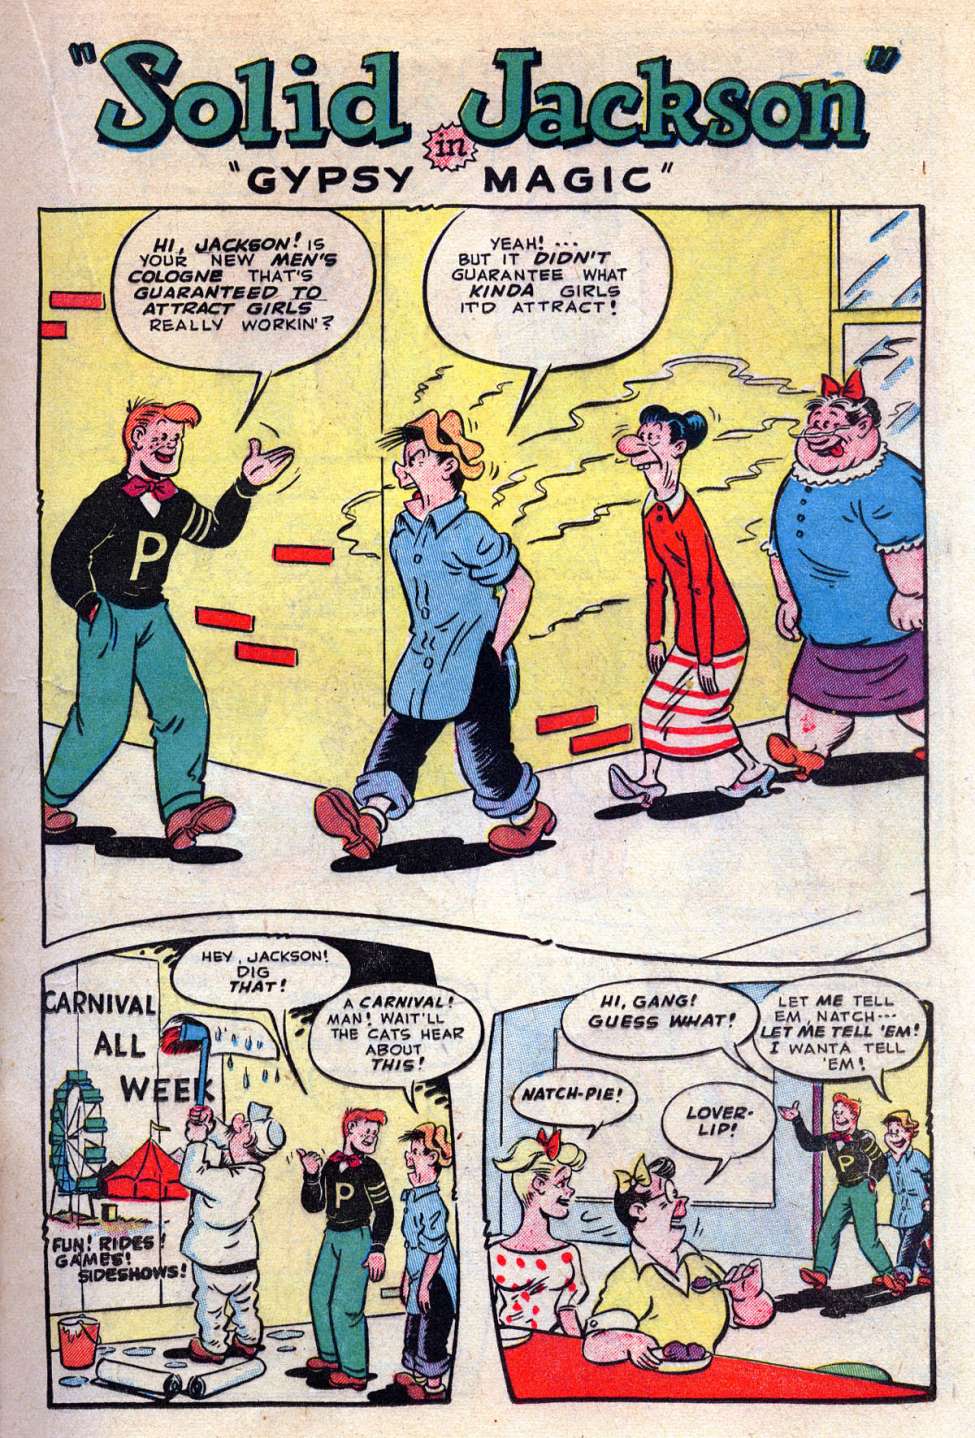 "Solid Jackson"
in
"GYPSY MAGIC"
HI, JACKSON! IS
YOUR NEW MEN'S
COLOGNE THAT'S
GUARANTEED TO
ATTRACT GIRLS
REALLY WORKIN'?
YEAH! ...
BUT IT DIDN'T
GUARANTEE WHAT
KINDA GIRLS
IT'D ATTRACT!
P
HEY, JACKSON!
DIG
THAT!
A CARNIVAL!
MAN! WAIT'LL
THE CATS HEAR
ABOUT
THIS!
CARNIVAL
ALL
WEEK
FUN! RIDES!
GAMES!
SIDESHOWS!
P
HI, GANG!
GUESS WHAT!
LET ME TELL
EM, NATCH---
LET ME TELL 'EM!
I WANTA TELL
'EM!
NATCH-PIE!
LOVER-
LIP!
P